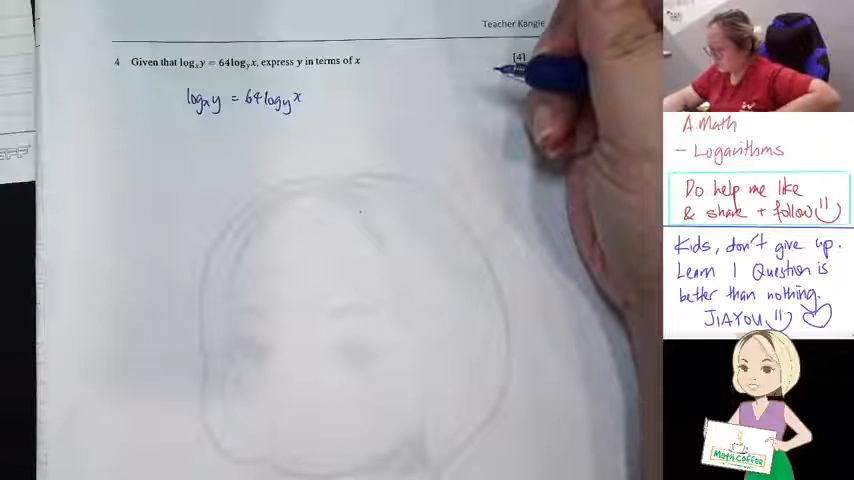 Teacher Kangie
4 Given that logₓy = 64logᵧx, express y in terms of x
[4]
logₓy = 64logᵧx
A.Math
- Logarithms
Do help me like
& share + follow
Kids, don't give up.
Learn 1 Question is
better than nothing.
JIAYOU
Math Coffee